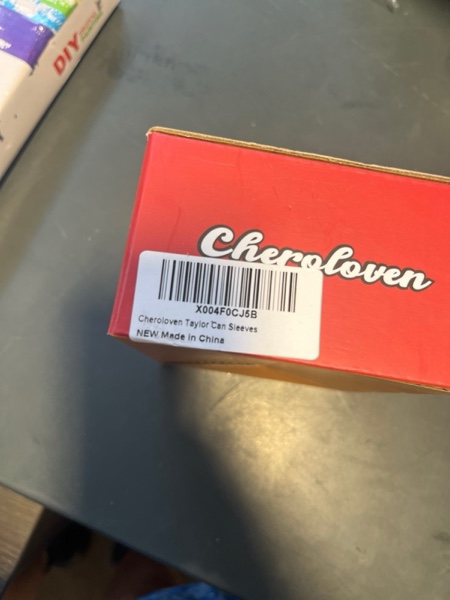 DIY
Cheroloven
X004F0CJ5B
Cheroloven Taylor Can Sleeves
NEW Made in China